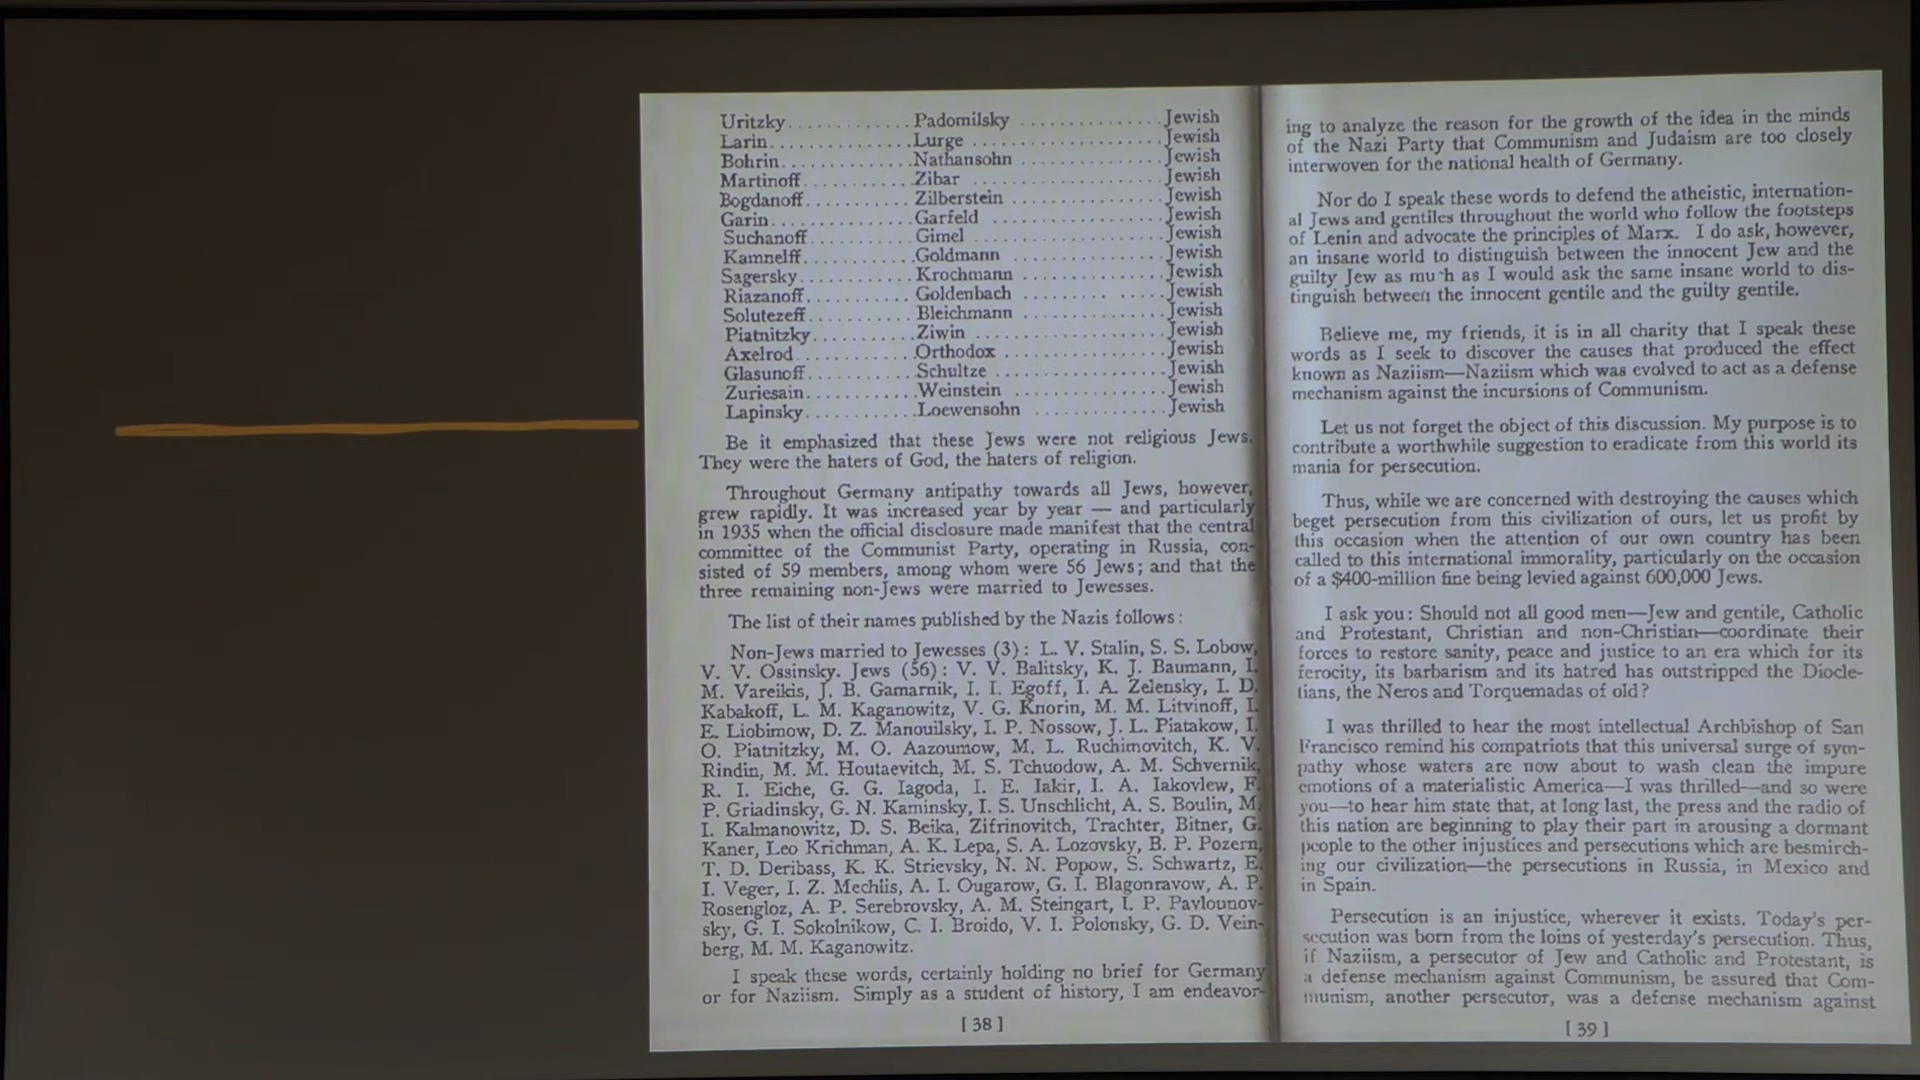 Uritzky............Padomilsky ...............Jewish
Larin..............Lurge .....................Jewish
Bohrin.............Nathansohn ...............Jewish
Martinoff..........Zibar .....................Jewish
Bogdanoff..........Zilberstein ...............Jewish
Garin..............Garfeld ...................Jewish
Suchanoff..........Gimel .....................Jewish
Kamnelff...........Goldmann .................Jewish
Sagersky...........Krochmann ................Jewish
Riazanoff..........Goldenbach ...............Jewish
Solutezeff.........Bleichmann ...............Jewish
Piatnitzky.........Ziwin .....................Jewish
Axelrod............Orthodox .................Jewish
Glasunoff..........Schultze ..................Jewish
Zuriesain..........Weinstein .................Jewish
Lapinsky...........Loewensohn ...............Jewish
Be it emphasized that these Jews were not religious Jews.
They were the haters of God, the haters of religion.
Throughout Germany antipathy towards all Jews, however,
grew rapidly. It was increased year by year — and particularly
in 1935 when the official disclosure made manifest that the central
committee of the Communist Party, operating in Russia, con-
sisted of 59 members, among whom were 56 Jews; and that the
three remaining non-Jews were married to Jewesses.
The list of their names published by the Nazis follows:
Non-Jews married to Jewesses (3): L. V. Stalin, S. S. Lobow,
V. V. Ossinsky. Jews (56): V. V. Balitsky, K. J. Baumann, I.
M. Vareikis, J. B. Gamarnik, I. I. Egoff, I. A. Zelensky, I. D.
Kabakoff, L. M. Kaganowitz, V. G. Knorin, M. M. Litvinoff, I.
E. Liobimow, D. Z. Manouilsky, I. P. Nossow, J. L. Piatakow, I.
O. Piatnitzky, M. O. Aazoumow, M. L. Ruchimovitch, K. V.
Rindin, M. M. Houtaevitch, M. S. Tchuodow, A. M. Schvernik,
R. I. Eiche, G. G. Iagoda, I. E. Iakir, I. A. Iakovlew, F.
P. Griadinsky, G. N. Kaminsky, I. S. Unschlicht, A. S. Boulin, M.
I. Kalmanowitz, D. S. Beika, Zifrinovitch, Trachter, Bitner, G.
Kaner, Leo Krichman, A. K. Lepa, S. A. Lozovsky, B. P. Pozern,
T. D. Deribass, K. K. Strievsky, N. N. Popow, S. Schwartz, E.
I. Veger, I. Z. Mechlis, A. I. Ougarow, G. I. Blagonravow, A. P.
Rosengloz, A. P. Serebrovsky, A. M. Steingart, I. P. Pavlounov-
sky, G. I. Sokolnikow, C. I. Broido, V. I. Polonsky, G. D. Vein-
berg, M. M. Kaganowitz.
I speak these words, certainly holding no brief for Germany
or for Naziism. Simply as a student of history, I am endeavor-
[ 38 ]
ing to analyze the reason for the growth of the idea in the minds
of the Nazi Party that Communism and Judaism are too closely
interwoven for the national health of Germany.
Nor do I speak these words to defend the atheistic, internation-
al Jews and gentiles throughout the world who follow the footsteps
of Lenin and advocate the principles of Marx. I do ask, however,
an insane world to distinguish between the innocent Jew and the
guilty Jew as mu h as I would ask the same insane world to dis-
tinguish between the innocent gentile and the guilty gentile.
Believe me, my friends, it is in all charity that I speak these
words as I seek to discover the causes that produced the effect
known as Naziism—Naziism which was evolved to act as a defense
mechanism against the incursions of Communism.
Let us not forget the object of this discussion. My purpose is to
contribute a worthwhile suggestion to eradicate from this world its
mania for persecution.
Thus, while we are concerned with destroying the causes which
beget persecution from this civilization of ours, let us profit by
this occasion when the attention of our own country has been
called to this international immorality, particularly on the occasion
of a $400-million fine being levied against 600,000 Jews.
I ask you: Should not all good men—Jew and gentile, Catholic
and Protestant, Christian and non-Christian—coordinate their
forces to restore sanity, peace and justice to an era which for its
ferocity, its barbarism and its hatred has outstripped the Diocle-
tians, the Neros and Torquemadas of old?
I was thrilled to hear the most intellectual Archbishop of San
Francisco remind his compatriots that this universal surge of sym-
pathy whose waters are now about to wash clean the impure
emotions of a materialistic America—I was thrilled—and so were
you—to hear him state that, at long last, the press and the radio of
this nation are beginning to play their part in arousing a dormant
people to the other injustices and persecutions which are besmirch-
ing our civilization—the persecutions in Russia, in Mexico and
in Spain.
Persecution is an injustice, wherever it exists. Today's per-
secution was born from the loins of yesterday's persecution. Thus,
if Naziism, a persecutor of Jew and Catholic and Protestant, is
a defense mechanism against Communism, be assured that Com-
munism, another persecutor, was a defense mechanism against
[ 39 ]